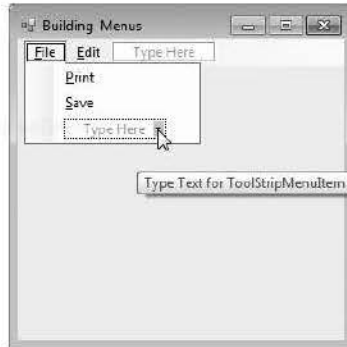 Building Menus
File Edit Type Here
Print
Save
Type Here
Type Text for ToolStripMenuItem